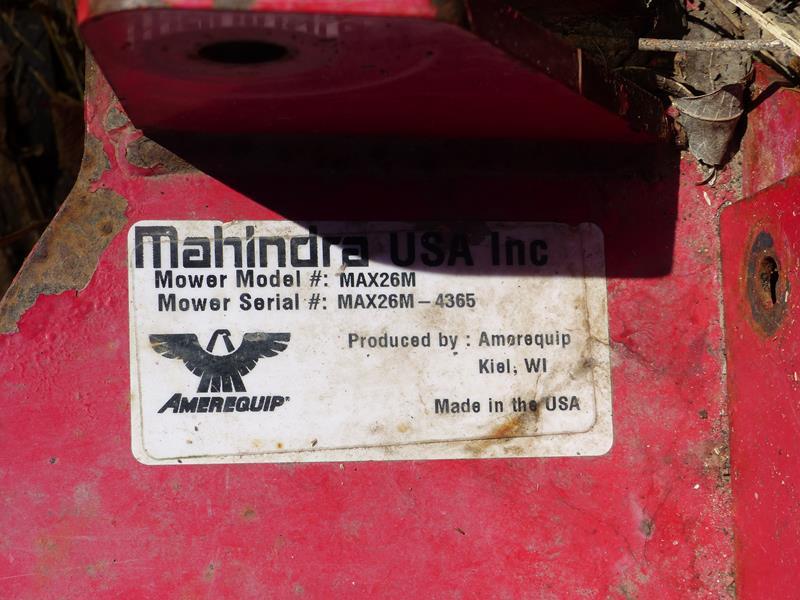 Mahindra USA Inc
Mower Model #: MAX26M
Mower Serial #: MAX26M-4365
Produced by : Amerequip
Kiel, WI
AMEREQUIP
Made in the USA